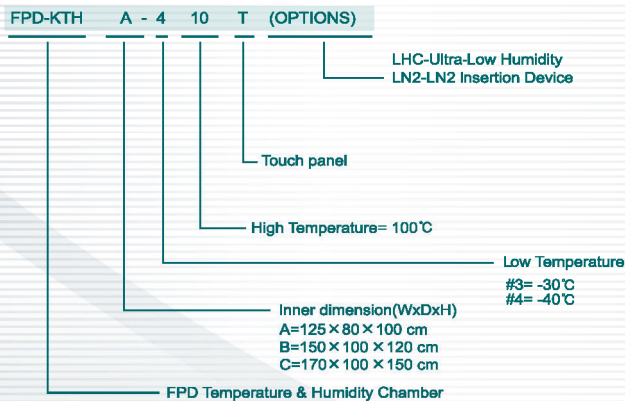 FPD-KTH A - 4 10 T (OPTIONS)
LHC-Ultra-Low Humidity
LN2-LN2 Insertion Device
Touch panel
High Temperature= 100℃
Low Temperature
#3= -30℃
#4= -40℃
Inner dimension(WxDxH)
A=125×80×100 cm
B=150×100×120 cm
C=170×100×150 cm
FPD Temperature & Humidity Chamber